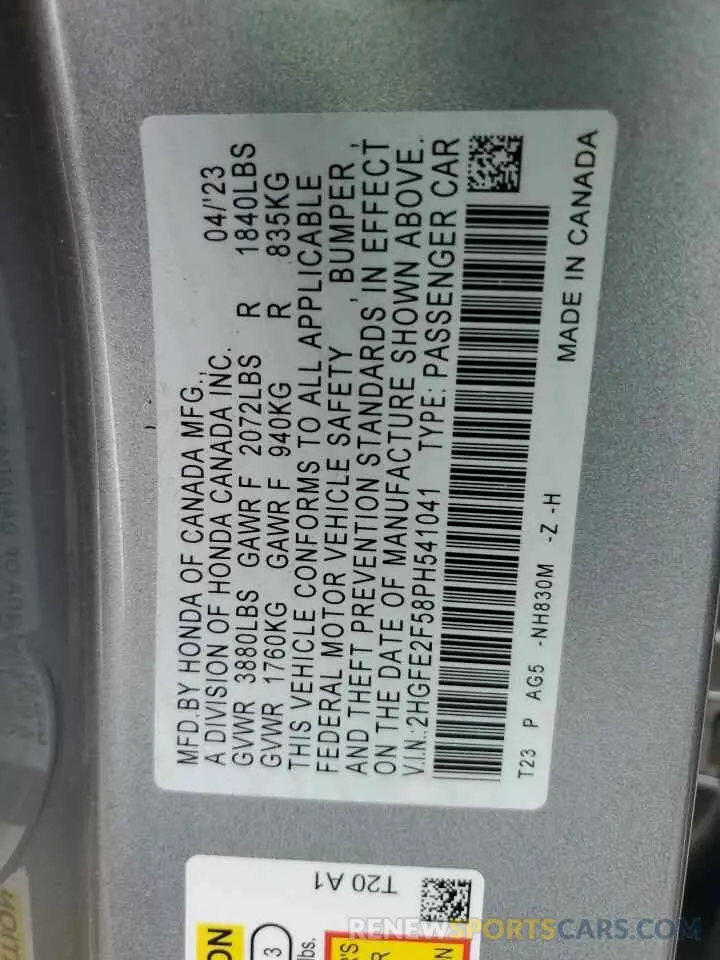 MFD.BY HONDA OF CANADA MFG., 04/'23
A DIVISION OF HONDA CANADA INC.
GVWR 3880LBS GAWR F 2072LBS R 1840LBS
GVWR 1760KG GAWR F 940KG R 835KG
THIS VEHICLE CONFORMS TO ALL APPLICABLE
FEDERAL MOTOR VEHICLE SAFETY, BUMPER,
AND THEFT PREVENTION STANDARDS IN EFFECT
ON THE DATE OF MANUFACTURE SHOWN ABOVE.
V.I.N.:2HGFE2F58PH541041 TYPE: PASSENGER CAR
T23 P AG5 -NH830M -Z -H
MADE IN CANADA
T20 A1
3
lbs.
RENEWSPORTSCARS.COM